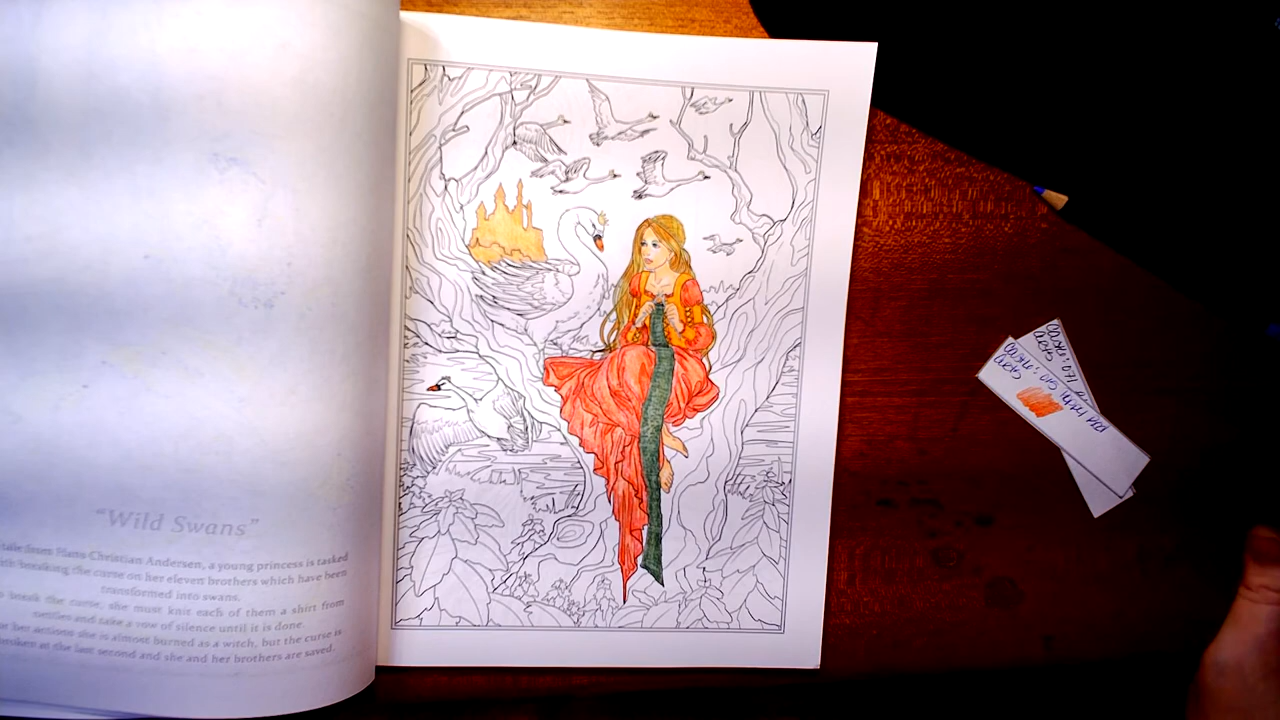 "Wild Swans"
tale from Hans Christian Andersen, a young princess is tasked
with breaking the curse on her eleven brothers which have been
transformed into swans.
break the curse, she must knit each of them a shirt from
nettles and take a vow of silence until it is done.
her actions she is almost burned as a witch, but the curse is
broken at the last second and she and her brothers are saved.